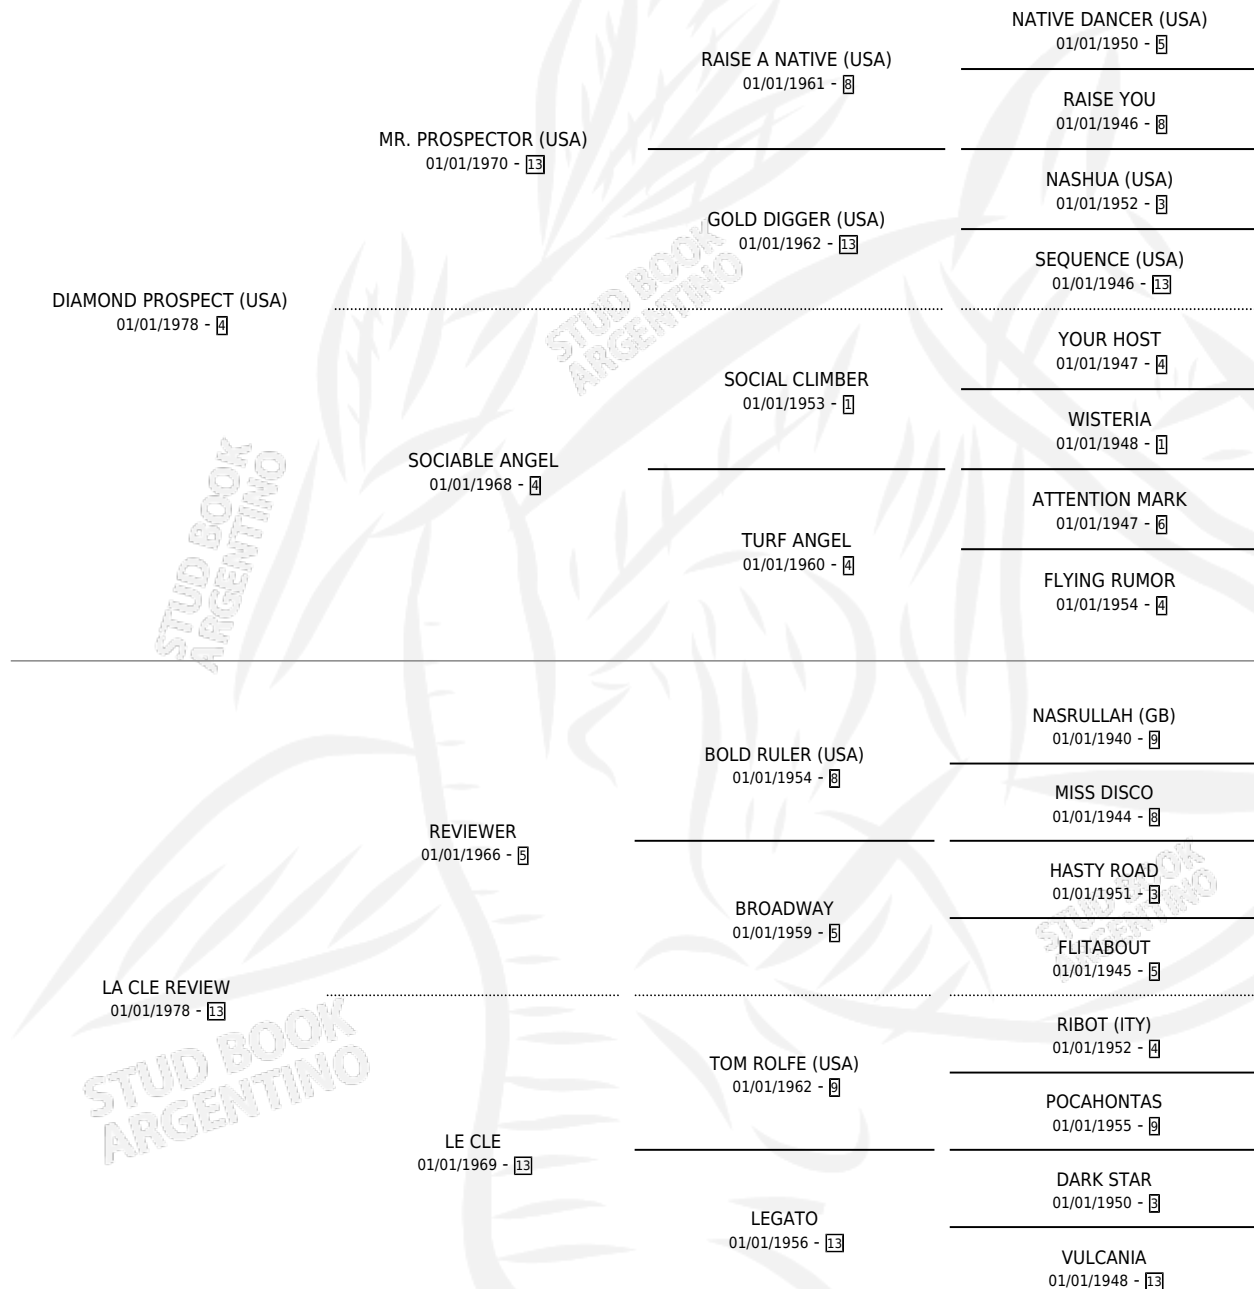 NATIVE DANCER (USA)
01/01/1950 - 5
RAISE A NATIVE (USA)
01/01/1961 - 8
RAISE YOU
01/01/1946 - 8
MR. PROSPECTOR (USA)
01/01/1970 - 13
NASHUA (USA)
01/01/1952 - 3
GOLD DIGGER (USA)
01/01/1962 - 13
SEQUENCE (USA)
01/01/1946 - 13
DIAMOND PROSPECT (USA)
01/01/1978 - 4
YOUR HOST
01/01/1947 - 4
SOCIAL CLIMBER
01/01/1953 - 1
WISTERIA
01/01/1948 - 1
SOCIABLE ANGEL
01/01/1968 - 4
ATTENTION MARK
01/01/1947 - 6
TURF ANGEL
01/01/1960 - 4
FLYING RUMOR
01/01/1954 - 4
NASRULLAH (GB)
01/01/1940 - 9
BOLD RULER (USA)
01/01/1954 - 8
MISS DISCO
01/01/1944 - 8
REVIEWER
01/01/1966 - 5
HASTY ROAD
01/01/1951 - 3
BROADWAY
01/01/1959 - 5
FLITABOUT
01/01/1945 - 5
LA CLE REVIEW
01/01/1978 - 13
RIBOT (ITY)
01/01/1952 - 4
TOM ROLFE (USA)
01/01/1962 - 9
POCAHONTAS
01/01/1955 - 9
LE CLE
01/01/1969 - 13
DARK STAR
01/01/1950 - 3
LEGATO
01/01/1956 - 13
VULCANIA
01/01/1948 - 13
STUD BOOK
ARGENTINO
STUD BOOK
ARGENTINO
STUD BOOK
ARGENTINO
STUD BOOK
ARGENTINO